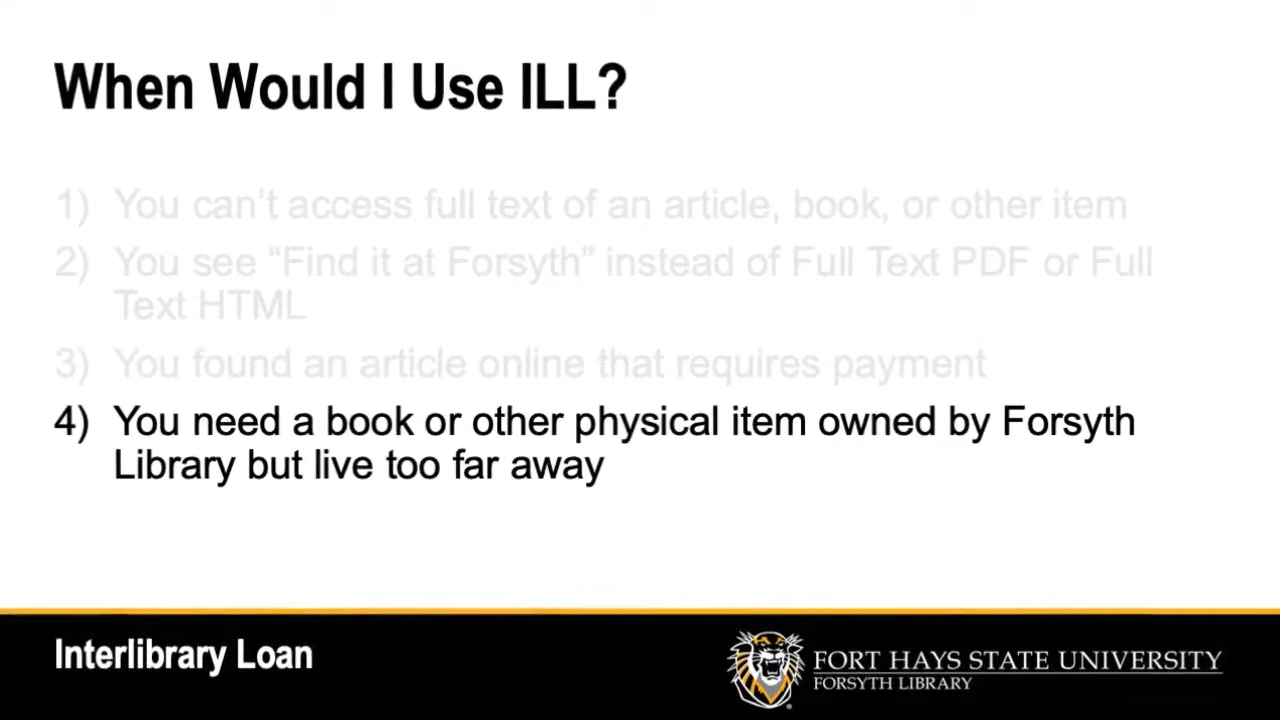 When Would I Use ILL?
1) You can't access full text of an article, book, or other item
2) You see “Find it at Forsyth” instead of Full Text PDF or Full
Text HTML
3) You found an article online that requires payment
4) You need a book or other physical item owned by Forsyth
Library but live too far away
Interlibrary Loan
FORT HAYS STATE UNIVERSITY
FORSYTH LIBRARY